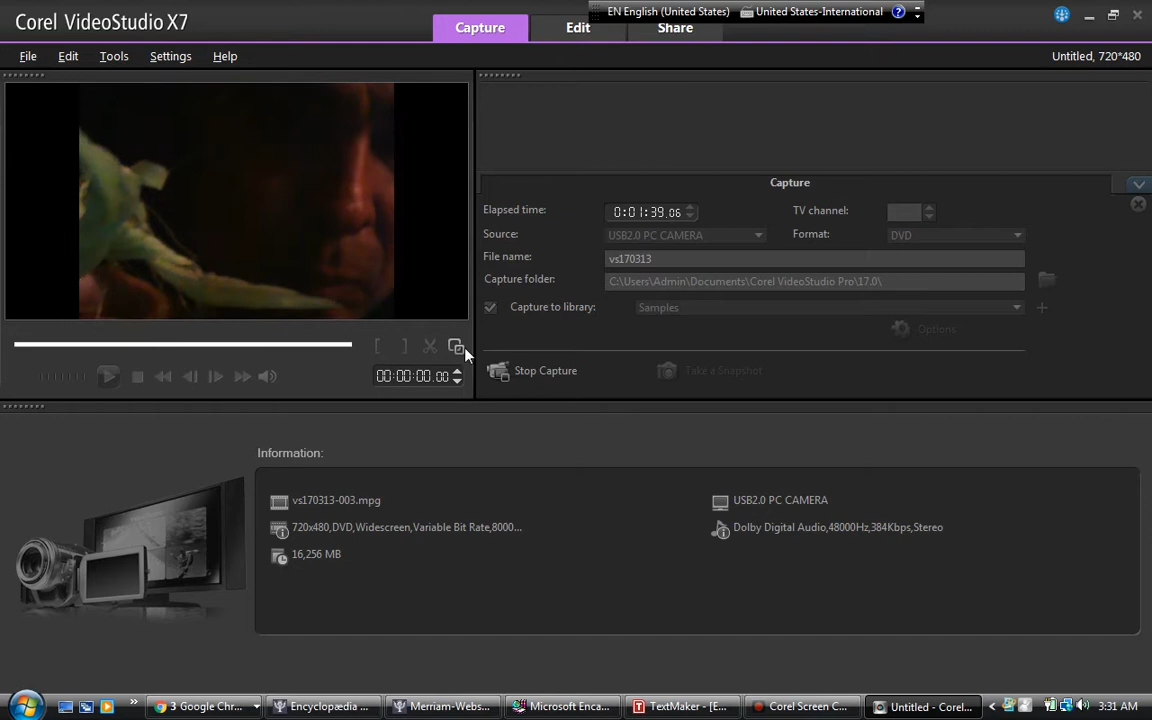 Corel VideoStudio X7
Capture
Edit
Share
EN English (United States)
United States-International
File
Edit
Tools
Settings
Help
Untitled, 720*480
Capture
Elapsed time:
0:01:39.06
TV channel:
Source:
USB2.0 PC CAMERA
Format:
DVD
File name:
vs170313
Capture folder:
C:\Users\Admin\Documents\Corel VideoStudio Pro\17.0\
Capture to library:
Samples
Options
Stop Capture
Take a Snapshot
00:00:00.00
Information:
vs170313-003.mpg
USB2.0 PC CAMERA
720x480,DVD,Widescreen,Variable Bit Rate,8000...
Dolby Digital Audio,48000Hz,384Kbps,Stereo
16,256 MB
3 Google Chr...
Encyclopædia ...
Merriam-Webs...
Microsoft Enca...
TextMaker - [E...
Corel Screen C...
Untitled - Corel...
3:31 AM